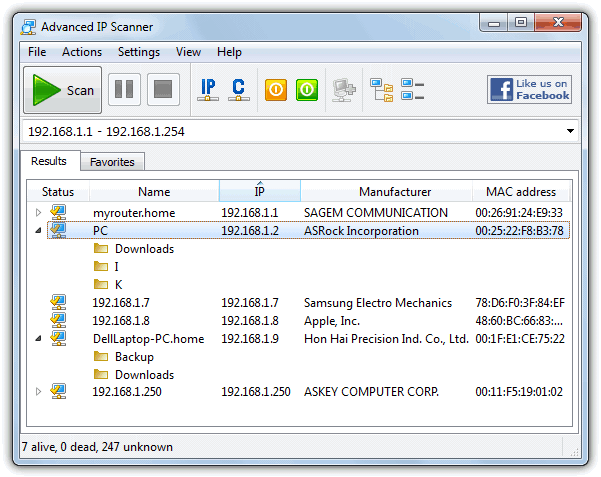 Advanced IP Scanner
File Actions Settings View Help
Scan IP C Like us on
Facebook
192.168.1.1 - 192.168.1.254
Results Favorites
Status Name IP Manufacturer MAC address
myrouter.home 192.168.1.1 SAGEM COMMUNICATION 00:26:91:24:E9:33
PC 192.168.1.2 ASRock Incorporation 00:25:22:F8:B3:78
Downloads
I
K
192.168.1.7 192.168.1.7 Samsung Electro Mechanics 78:D6:F0:3F:84:EF
192.168.1.8 192.168.1.8 Apple, Inc. 48:60:BC:66:83:...
DellLaptop-PC.home 192.168.1.9 Hon Hai Precision Ind. Co., Ltd. 00:1F:E1:CE:75:22
Backup
Downloads
192.168.1.250 192.168.1.250 ASKEY COMPUTER CORP. 00:11:F5:19:01:02
7 alive, 0 dead, 247 unknown